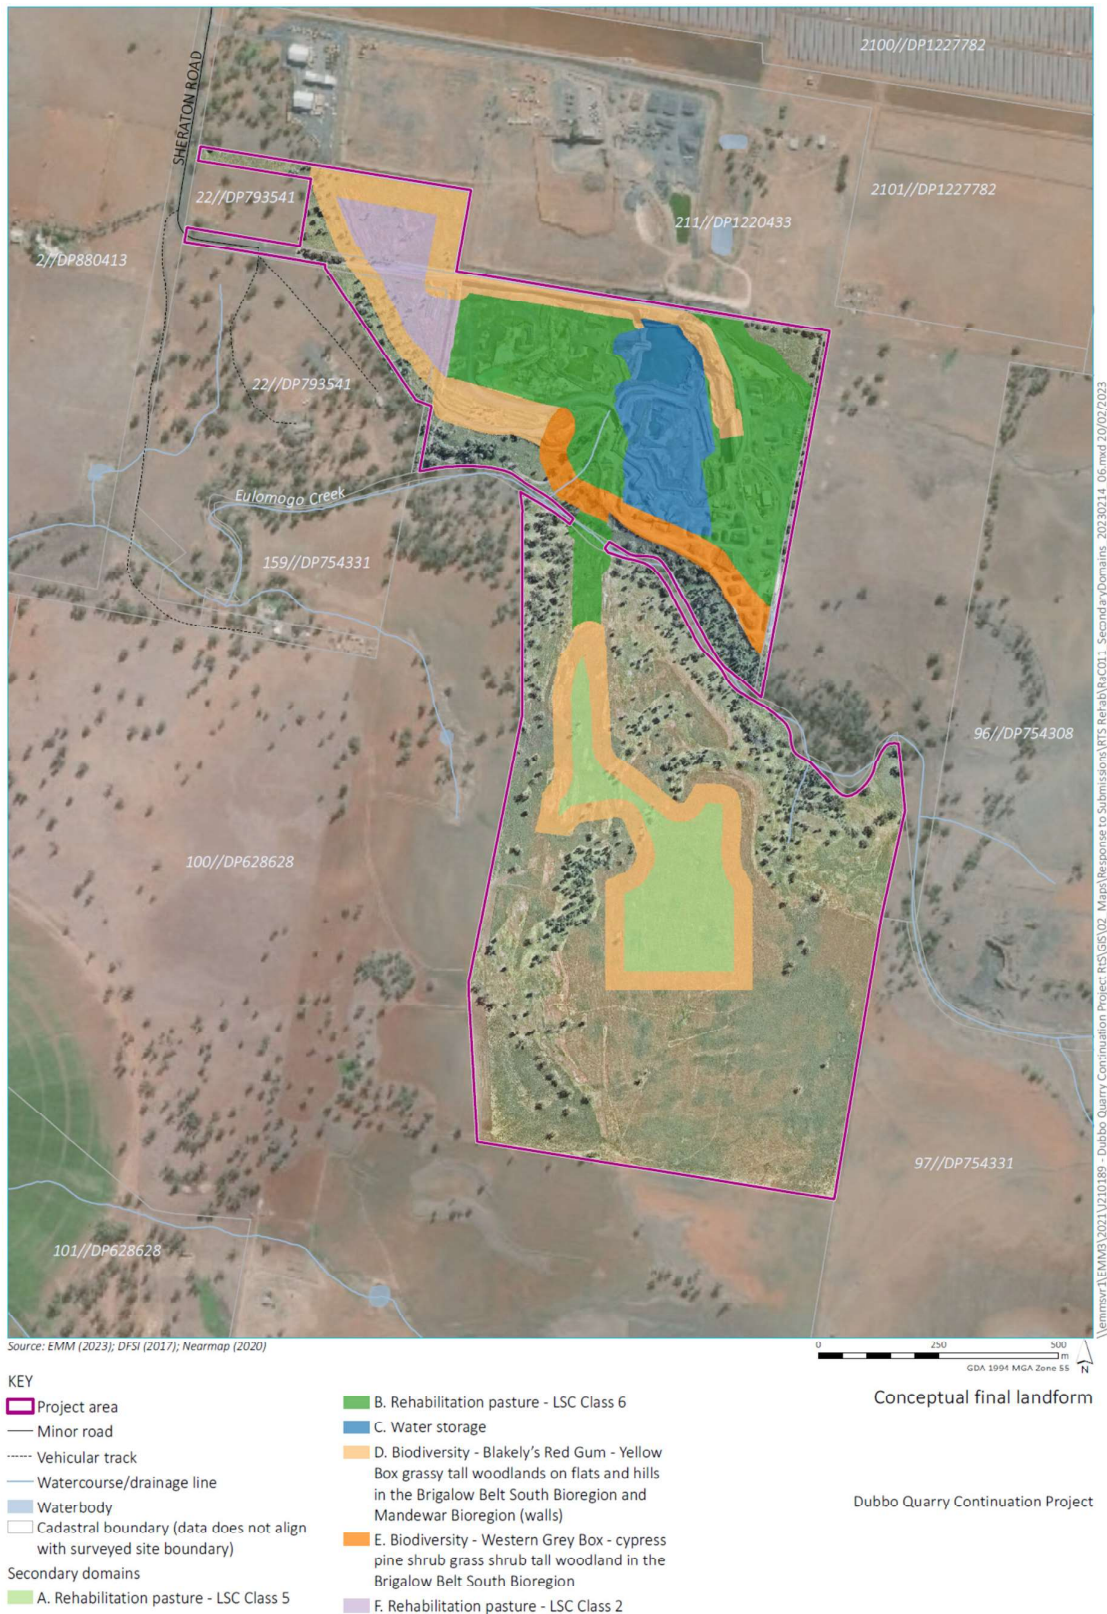 2100//DP1227782
SHERATON ROAD
22//DP793541
2101//DP1227782
211//DP1220433
2//DP880413
22//DP793541
Eulomogo Creek
159//DP754331
96//DP754308
100//DP628628
97//DP754331
101//DP628628
\\emmsvr1\EMM3\2021\J210189 - Dubbo Quarry Continuation Project RtS\GIS\02_Maps\Response to Submissions\RTS Rehab\RaC011_SecondaryDomains_20230214_06.mxd 20/02/2023
Source: EMM (2023); DFSI (2017); Nearmap (2020)
0 250 500
m
GDA 1994 MGA Zone 55
N
KEY
Project area
Minor road
Vehicular track
Watercourse/drainage line
Waterbody
Cadastral boundary (data does not align
with surveyed site boundary)
Secondary domains
A. Rehabilitation pasture - LSC Class 5
B. Rehabilitation pasture - LSC Class 6
C. Water storage
D. Biodiversity - Blakely's Red Gum - Yellow
Box grassy tall woodlands on flats and hills
in the Brigalow Belt South Bioregion and
Mandewar Bioregion (walls)
E. Biodiversity - Western Grey Box - cypress
pine shrub grass shrub tall woodland in the
Brigalow Belt South Bioregion
F. Rehabilitation pasture - LSC Class 2
Conceptual final landform
Dubbo Quarry Continuation Project